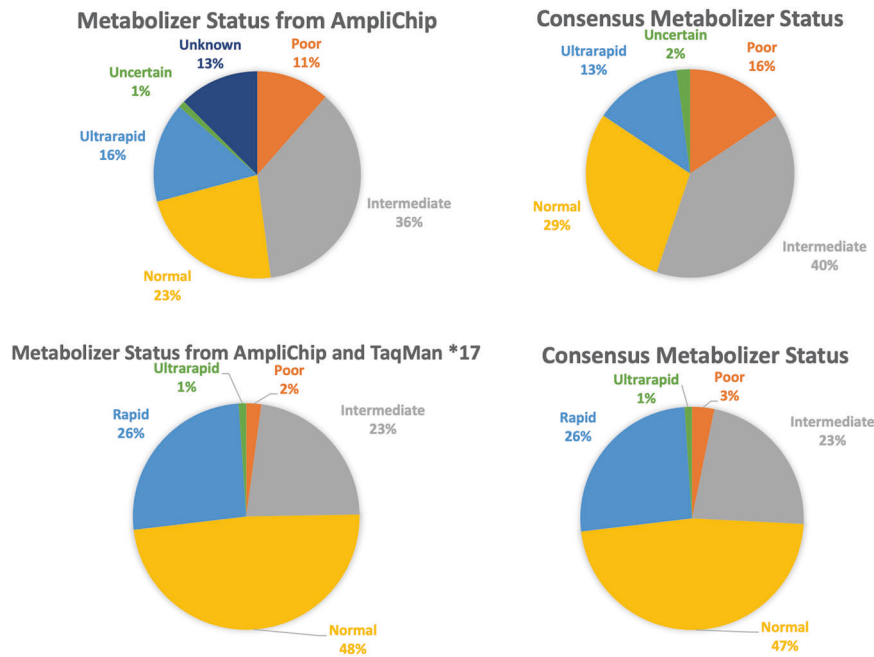 Metabolizer Status from AmpliChip
Unknown
13%
Poor
11%
Uncertain
1%
Ultrarapid
16%
Intermediate
36%
Normal
23%
Consensus Metabolizer Status
Uncertain
2%
Poor
16%
Ultrarapid
13%
Normal
29%
Intermediate
40%
Metabolizer Status from AmpliChip and TaqMan *17
Ultrarapid
1%
Poor
2%
Rapid
26%
Intermediate
23%
Normal
48%
Consensus Metabolizer Status
Ultrarapid
1%
Poor
3%
Rapid
26%
Intermediate
23%
Normal
47%